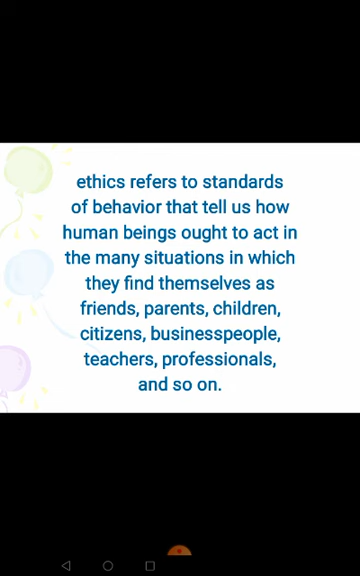 ethics refers to standards
of behavior that tell us how
human beings ought to act in
the many situations in which
they find themselves as
friends, parents, children,
citizens, businesspeople,
teachers, professionals,
and so on.